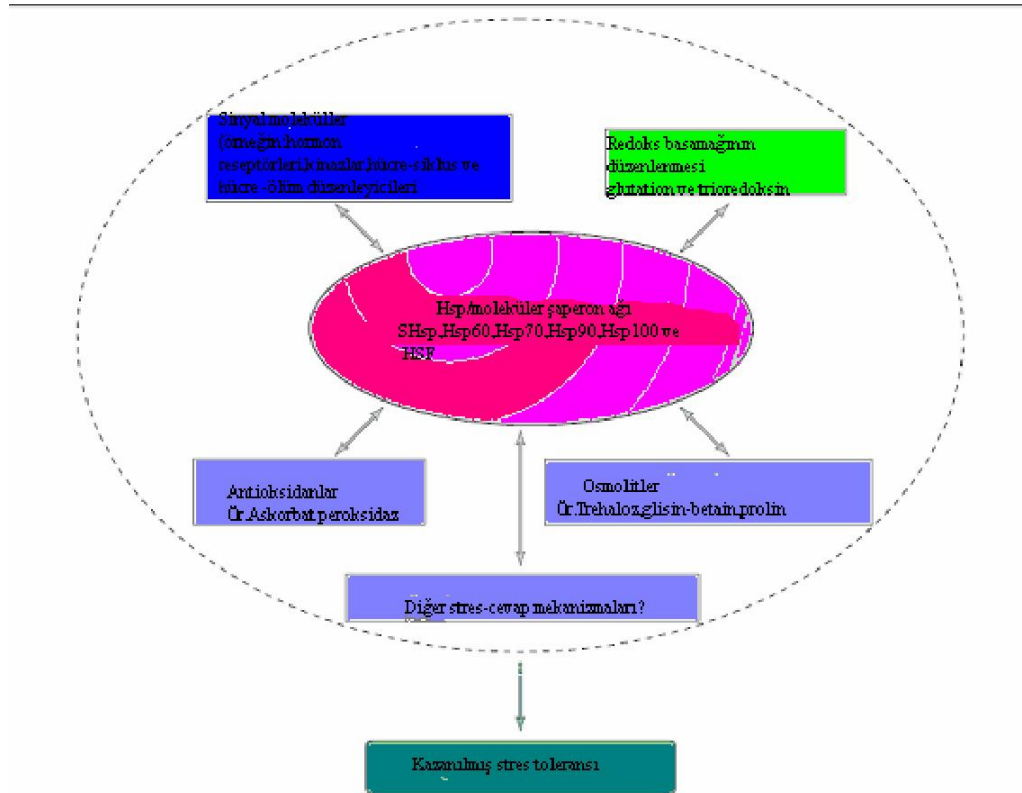 Sinyal moleküller
(örneğin:hormon
reseptörleri,kinazlar,hücre-siklus ve
hücre -ölüm düzenleyicileri
Redoks basamağının
düzenlenmesi
glutation ve trioredoksin
Hsp/moleküler şaperon ağı
SHsp,Hsp60,Hsp70,Hsp90,Hsp100 ve
HSF
Antioksidanlar
Ör.Askorbat peroksidaz
Osmolitler
Ör.Trehaloz,glisin-betain,prolin
Diğer stres-cevap mekanizmaları?
Kazanılmış stres toleransı